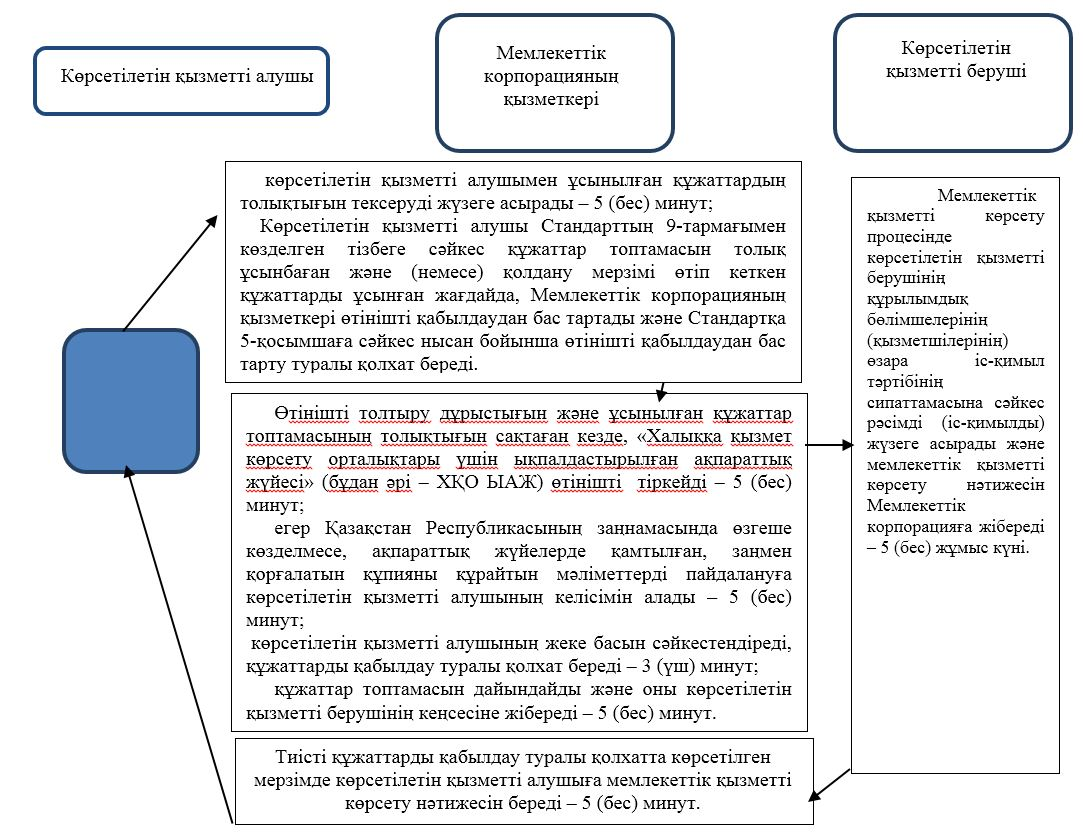 Көрсетілетін қызметті алушы
Мемлекеттік
корпорацияның
қызметкері
Көрсетілетін
қызметті беруші
көрсетілетін қызметті алушымен ұсынылған құжаттардың
толықтығын тексеруді жүзеге асырады – 5 (бес) минут;
Көрсетілетін қызметті алушы Стандарттың 9-тармағымен
көзделген тізбеге сәйкес құжаттар топтамасын толық
ұсынбаған және (немесе) қолдану мерзімі өтіп кеткен
құжаттарды ұсынған жағдайда, Мемлекеттік корпорацияның
қызметкері өтінішті қабылдаудан бас тартады және Стандартқа
5-қосымшаға сәйкес нысан бойынша өтінішті қабылдаудан бас
тарту туралы қолхат береді.
Өтінішті толтыру дұрыстығын және ұсынылған құжаттар
топтамасының толықтығын сақтаған кезде, «Халыққа қызмет
көрсету орталықтары үшін ықпалдастырылған ақпараттық
жүйесі» (бұдан әрі – ХҚО ЫАЖ) өтінішті тіркейді – 5 (бес)
минут;
егер Қазақстан Республикасының заңнамасында өзгеше
көзделмесе, ақпараттық жүйелерде қамтылған, заңмен
қорғалатын құпияны құрайтын мәліметтерді пайдалануға
көрсетілетін қызметті алушының келісімін алады – 5 (бес)
минут;
көрсетілетін қызметті алушының жеке басын сәйкестендіреді,
құжаттарды қабылдау туралы қолхат береді – 3 (үш) минут;
құжаттар топтамасын дайындайды және оны көрсетілетін
қызметті берушінің кеңсесіне жібереді – 5 (бес) минут.
Тиісті құжаттарды қабылдау туралы қолхатта көрсетілген
мерзімде көрсетілетін қызметті алушыға мемлекеттік қызметті
көрсету нәтижесін береді – 5 (бес) минут.
Мемлекеттік
қызметті көрсету
процесінде
көрсетілетін қызметті
берушінің
құрылымдық
бөлімшелерінің
(қызметшілерінің)
өзара іс-қимыл
тәртібінің
сипаттамасына сәйкес
рәсімді (іс-қимылды)
жүзеге асырады және
мемлекеттік қызметті
көрсету нәтижесін
Мемлекеттік
корпорацияға жібереді
– 5 (бес) жұмыс күні.